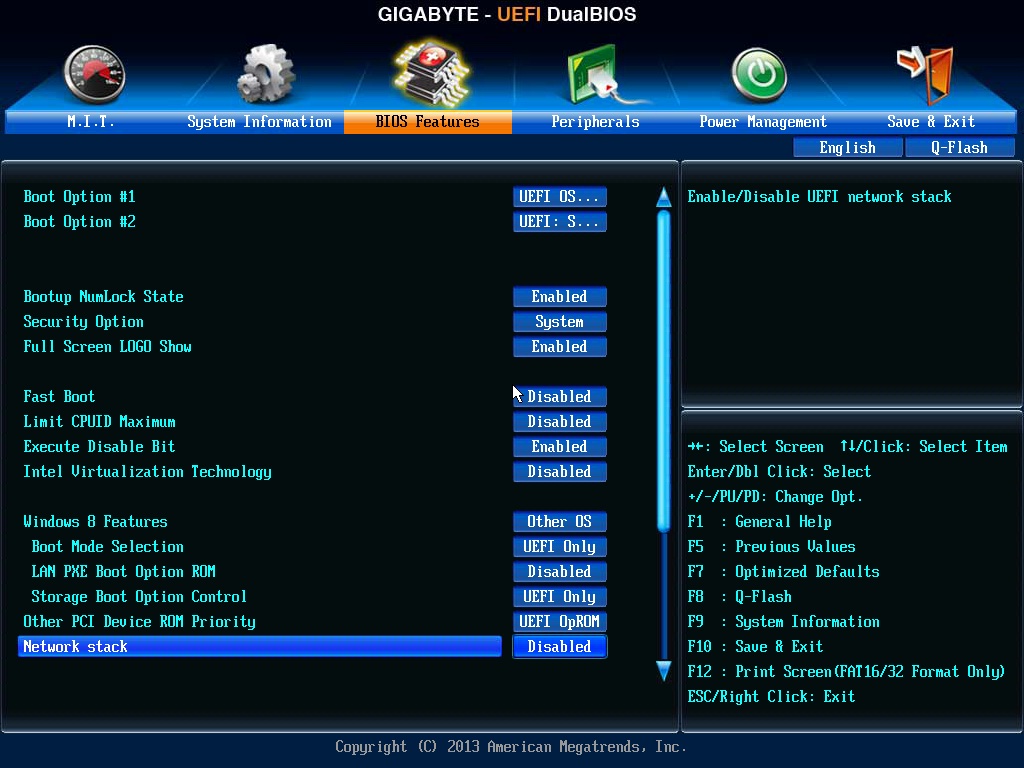 GIGABYTE - UEFI DualBIOS
M.I.T. System Information BIOS Features Peripherals Power Management Save & Exit
English Q-Flash
Boot Option #1 UEFI OS...
Boot Option #2 UEFI: S...
Bootup NumLock State Enabled
Security Option System
Full Screen LOGO Show Enabled
Fast Boot Disabled
Limit CPUID Maximum Disabled
Execute Disable Bit Enabled
Intel Virtualization Technology Disabled
Windows 8 Features Other OS
Boot Mode Selection UEFI Only
LAN PXE Boot Option ROM Disabled
Storage Boot Option Control UEFI Only
Other PCI Device ROM Priority UEFI OpROM
Network stack Disabled
Enable/Disable UEFI network stack
→←: Select Screen ↑↓/Click: Select Item
Enter/Dbl Click: Select
+/-/PU/PD: Change Opt.
F1 : General Help
F5 : Previous Values
F7 : Optimized Defaults
F8 : Q-Flash
F9 : System Information
F10 : Save & Exit
F12 : Print Screen(FAT16/32 Format Only)
ESC/Right Click: Exit
Copyright (C) 2013 American Megatrends, Inc.